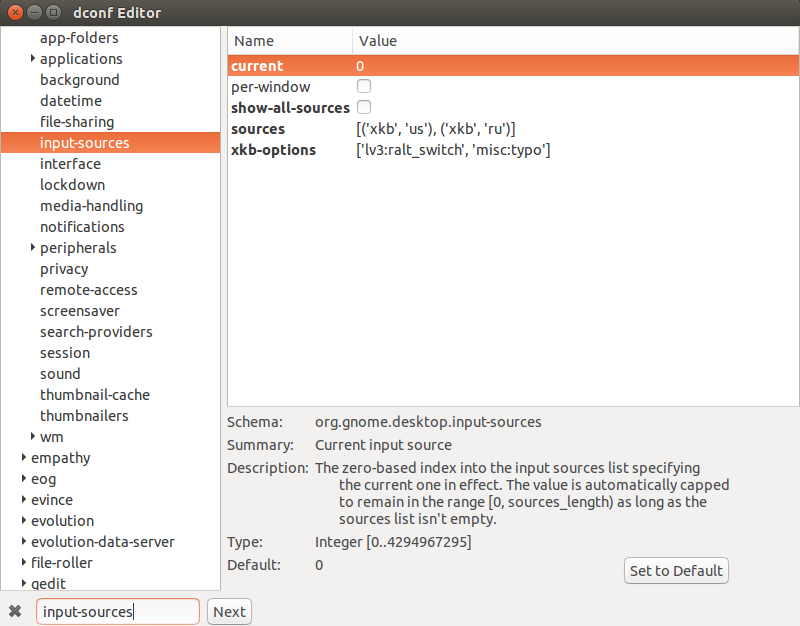 dconf Editor
app-folders
applications
background
datetime
file-sharing
input-sources
interface
lockdown
media-handling
notifications
peripherals
privacy
remote-access
screensaver
search-providers
session
sound
thumbnail-cache
thumbnailers
wm
empathy
eog
evince
evolution
evolution-data-server
file-roller
gedit
input-sources
Next
Name Value
current 0
per-window
show-all-sources
sources [('xkb', 'us'), ('xkb', 'ru')]
xkb-options ['lv3:ralt_switch', 'misc:typo']
Schema: org.gnome.desktop.input-sources
Summary: Current input source
Description: The zero-based index into the input sources list specifying
the current one in effect. The value is automatically capped
to remain in the range [0, sources_length) as long as the
sources list isn't empty.
Type: Integer [0..4294967295]
Default: 0
Set to Default